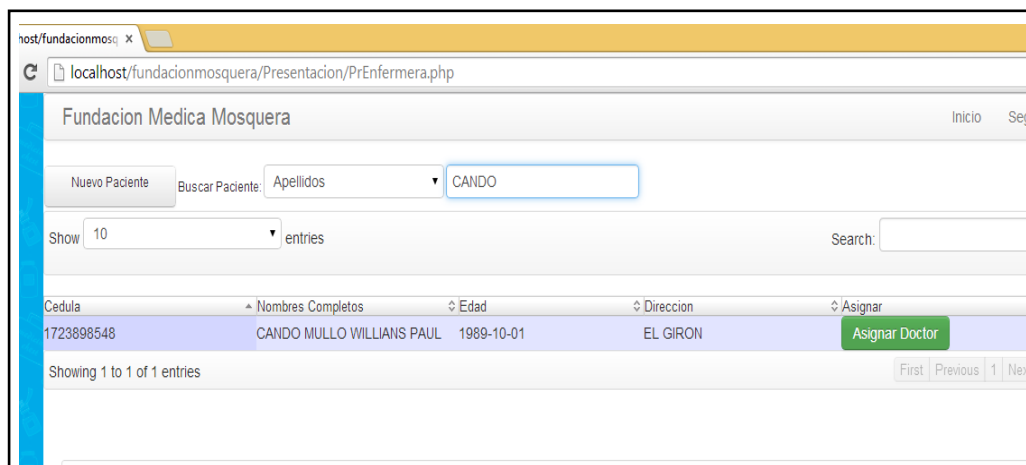 host/fundacionmosq ×
localhost/fundacionmosquera/Presentacion/PrEnfermera.php
Fundacion Medica Mosquera Inicio Seg
Nuevo Paciente Buscar Paciente: Apellidos CANDO
Show 10 entries Search:
Cedula Nombres Completos Edad Direccion Asignar
1723898548 CANDO MULLO WILLIANS PAUL 1989-10-01 EL GIRON Asignar Doctor
Showing 1 to 1 of 1 entries First Previous 1 Nex